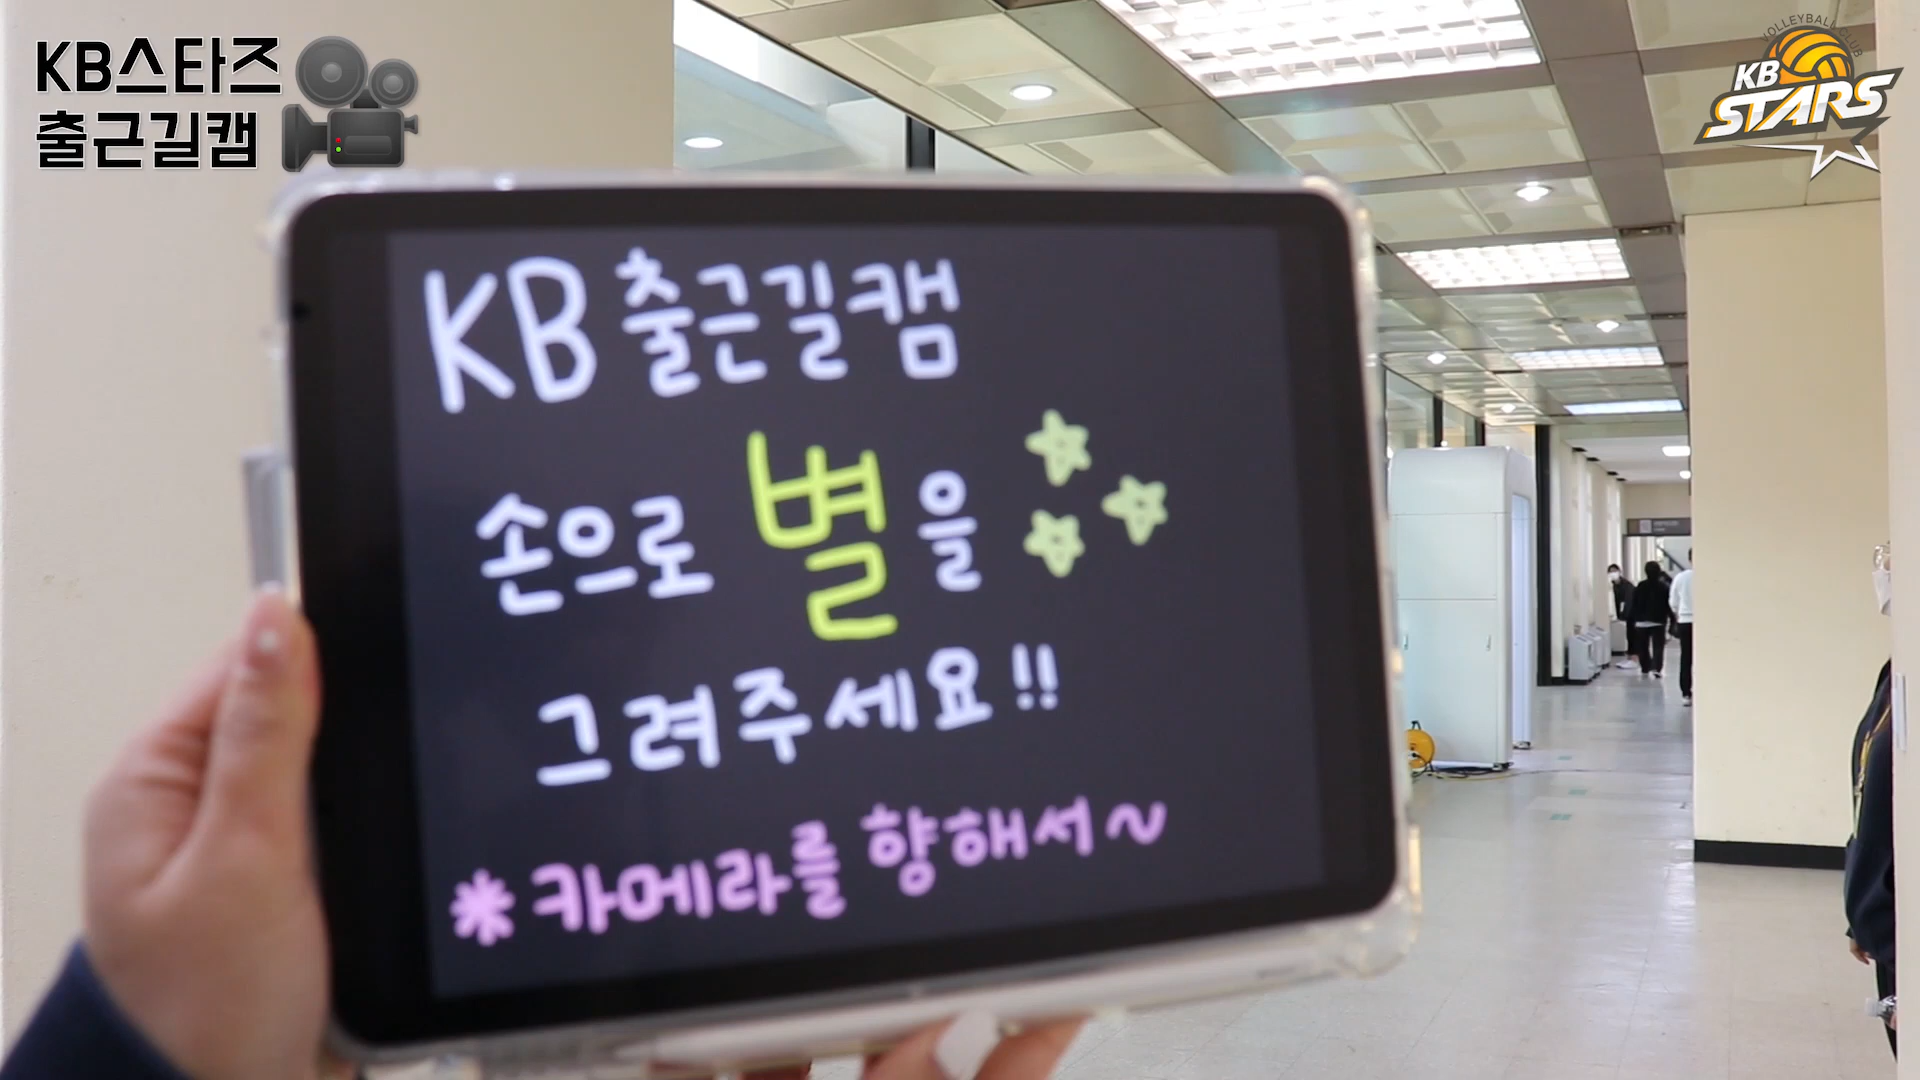 KB스타즈
출근길캠
VOLLEYBALL CLUB
KB
STARS
KB 출근길캠
손으로 별을
그려주세요!!
* 카메라를 향해서~